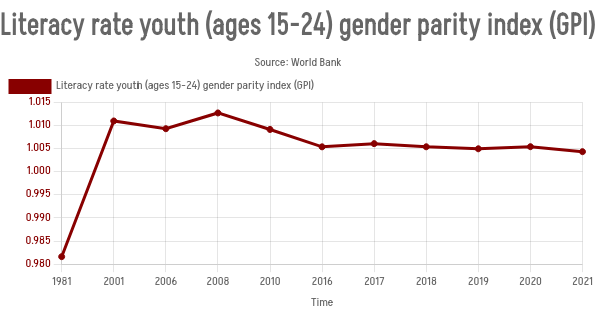 Literacy rate youth (ages 15-24) gender parity index (GPI)
Source: World Bank
Literacy rate youth (ages 15-24) gender parity index (GPI)
1.015
1.010
1.005
1.000
0.995
0.990
0.985
0.980
1981 2001 2006 2008 2010 2016 2017 2018 2019 2020 2021
Time